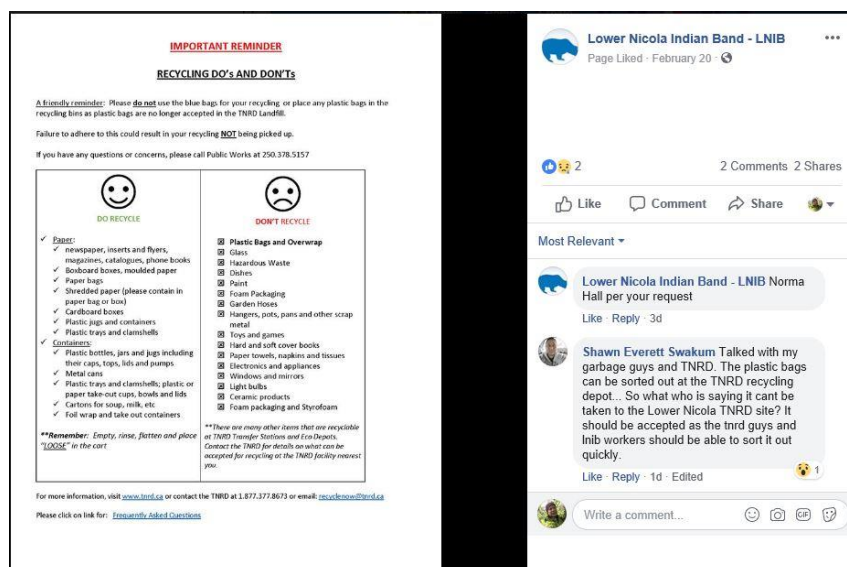 IMPORTANT REMINDER
RECYCLING DO's AND DON'Ts
A friendly reminder: Please do not use the blue bags for your recycling or place any plastic bags in the
recycling bins as plastic bags are no longer accepted in the TNRD Landfill.
Failure to adhere to this could result in your recycling NOT being picked up.
If you have any questions or concerns, please call Public Works at 250.378.5157
DO RECYCLE
✓ Paper:
✓ newspaper, inserts and flyers,
magazines, catalogues, phone books
✓ Boxboard boxes, moulded paper
✓ Paper bags
✓ Shredded paper (please contain in
paper bag or box)
✓ Cardboard boxes
✓ Plastic jugs and containers
✓ Plastic trays and clamshells
✓ Containers:
✓ Plastic bottles, jars and jugs including
their caps, tops, lids and pumps
✓ Metal cans
✓ Plastic trays and clamshells; plastic or
paper take-out cups, bowls and lids
✓ Cartons for soup, milk, etc
✓ Foil wrap and take out containers
**Remember: Empty, rinse, flatten and place
"LOOSE" in the cart
DON'T RECYCLE
☒ Plastic Bags and Overwrap
☒ Glass
☒ Hazardous Waste
☒ Dishes
☒ Paint
☒ Foam Packaging
☒ Garden Hoses
☒ Hangers, pots, pans and other scrap
metal
☒ Toys and games
☒ Hard and soft cover books
☒ Paper towels, napkins and tissues
☒ Electronics and appliances
☒ Windows and mirrors
☒ Light bulbs
☒ Ceramic products
☒ Foam packaging and Styrofoam
**There are many other items that are recyclable
at TNRD Transfer Stations and Eco Depots.
Contact the TNRD for details on what can be
accepted for recycling at the TNRD facility nearest
you.
For more information, visit www.tnrd.ca or contact the TNRD at 1.877.377.8673 or email: recyclenow@tnrd.ca
Please click on link for: Frequently Asked Questions
Lower Nicola Indian Band - LNIB
Page Liked · February 20 ·
2
2 Comments 2 Shares
Like Comment Share
Most Relevant
Lower Nicola Indian Band - LNIB Norma
Hall per your request
Like · Reply · 3d
Shawn Everett Swakum Talked with my
garbage guys and TNRD. The plastic bags
can be sorted out at the TNRD recycling
depot... So what who is saying it cant be
taken to the Lower Nicola TNRD site? It
should be accepted as the tnrd guys and
lnib workers should be able to sort it out
quickly.
1
Like · Reply · 1d · Edited
Write a comment...
GIF